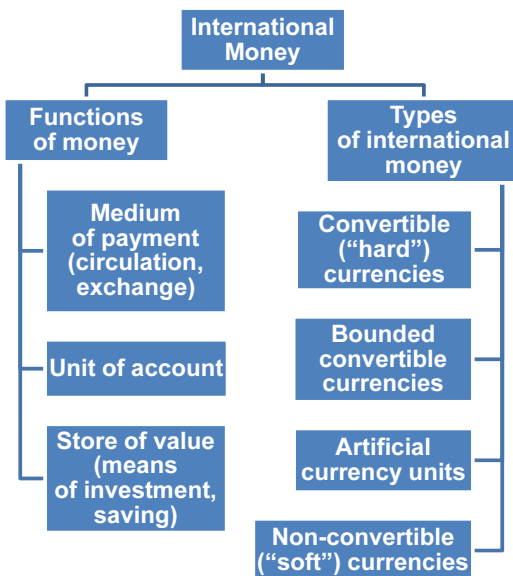 International
Money
Functions
of money
Medium
of payment
(circulation,
exchange)
Unit of account
Store of value
(means
of investment,
saving)
Types
of international
money
Convertible
(“hard”)
currencies
Bounded
convertible
currencies
Artificial
currency units
Non-convertible
(“soft”) currencies